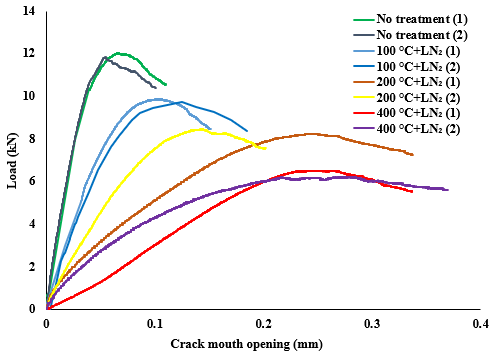 14
12
10
8
6
4
2
0
Load (kN)
No treatment (1)
No treatment (2)
100 °C+LN₂ (1)
100 °C+LN₂ (2)
200 °C+LN₂ (1)
200 °C+LN₂ (2)
400 °C+LN₂ (1)
400 °C+LN₂ (2)
0 0.1 0.2 0.3 0.4
Crack mouth opening (mm)